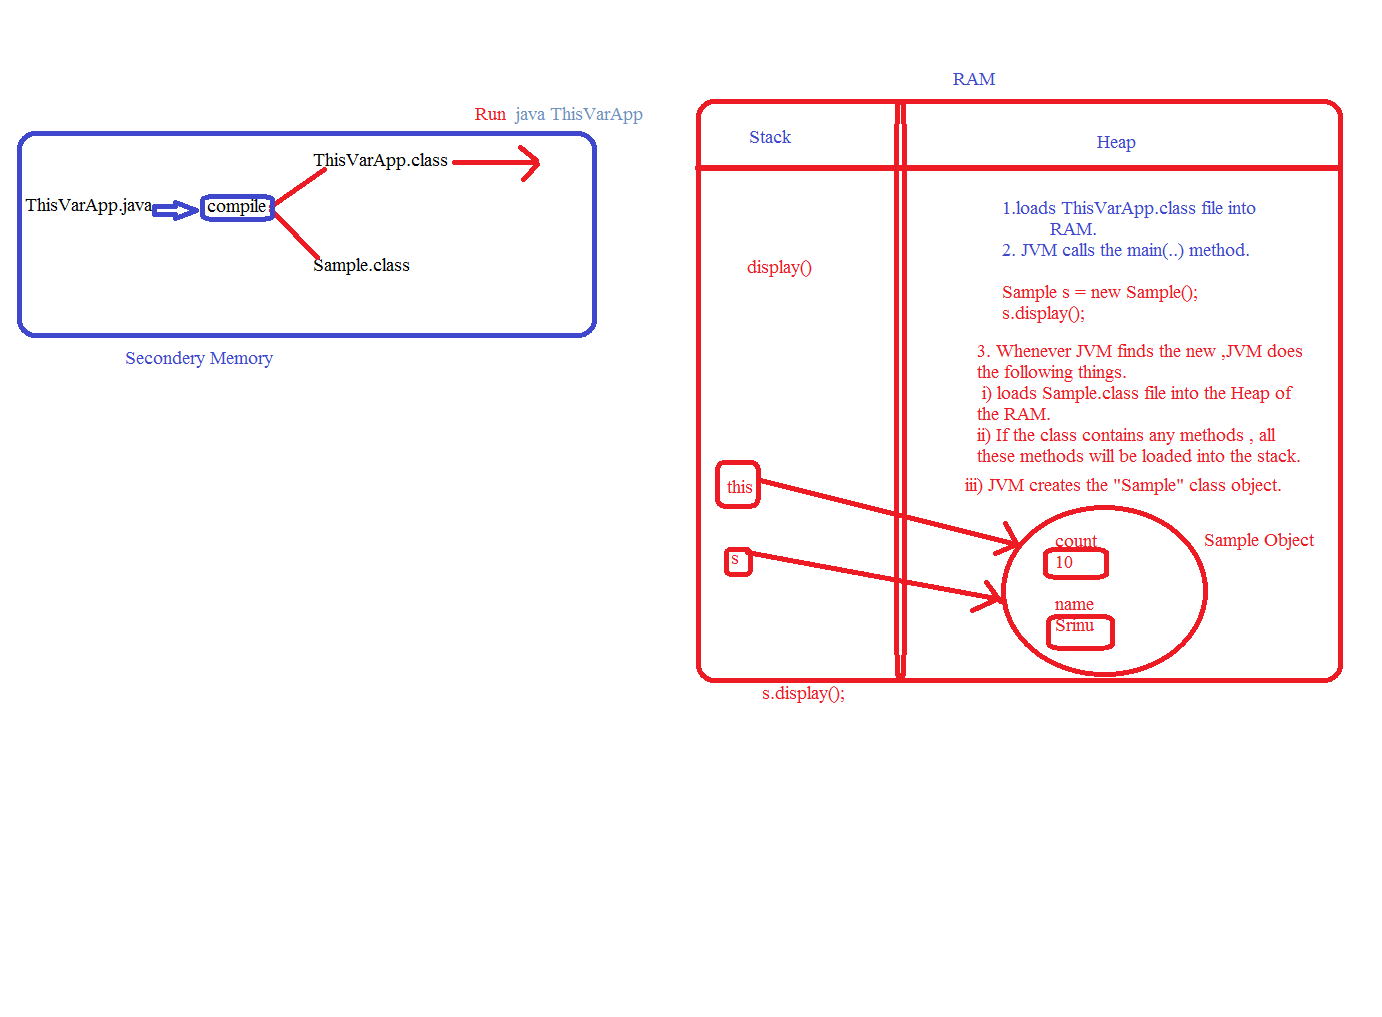 Run java ThisVarApp
ThisVarApp.class
ThisVarApp.java
compile
Sample.class
Secondery Memory
RAM
Stack
Heap
display()
this
s
s.display();
1.loads ThisVarApp.class file into
RAM.
2. JVM calls the main(..) method.
Sample s = new Sample();
s.display();
3. Whenever JVM finds the new ,JVM does
the following things.
i) loads Sample.class file into the Heap of
the RAM.
ii) If the class contains any methods , all
these methods will be loaded into the stack.
iii) JVM creates the "Sample" class object.
Sample Object
count
10
name
Srinu